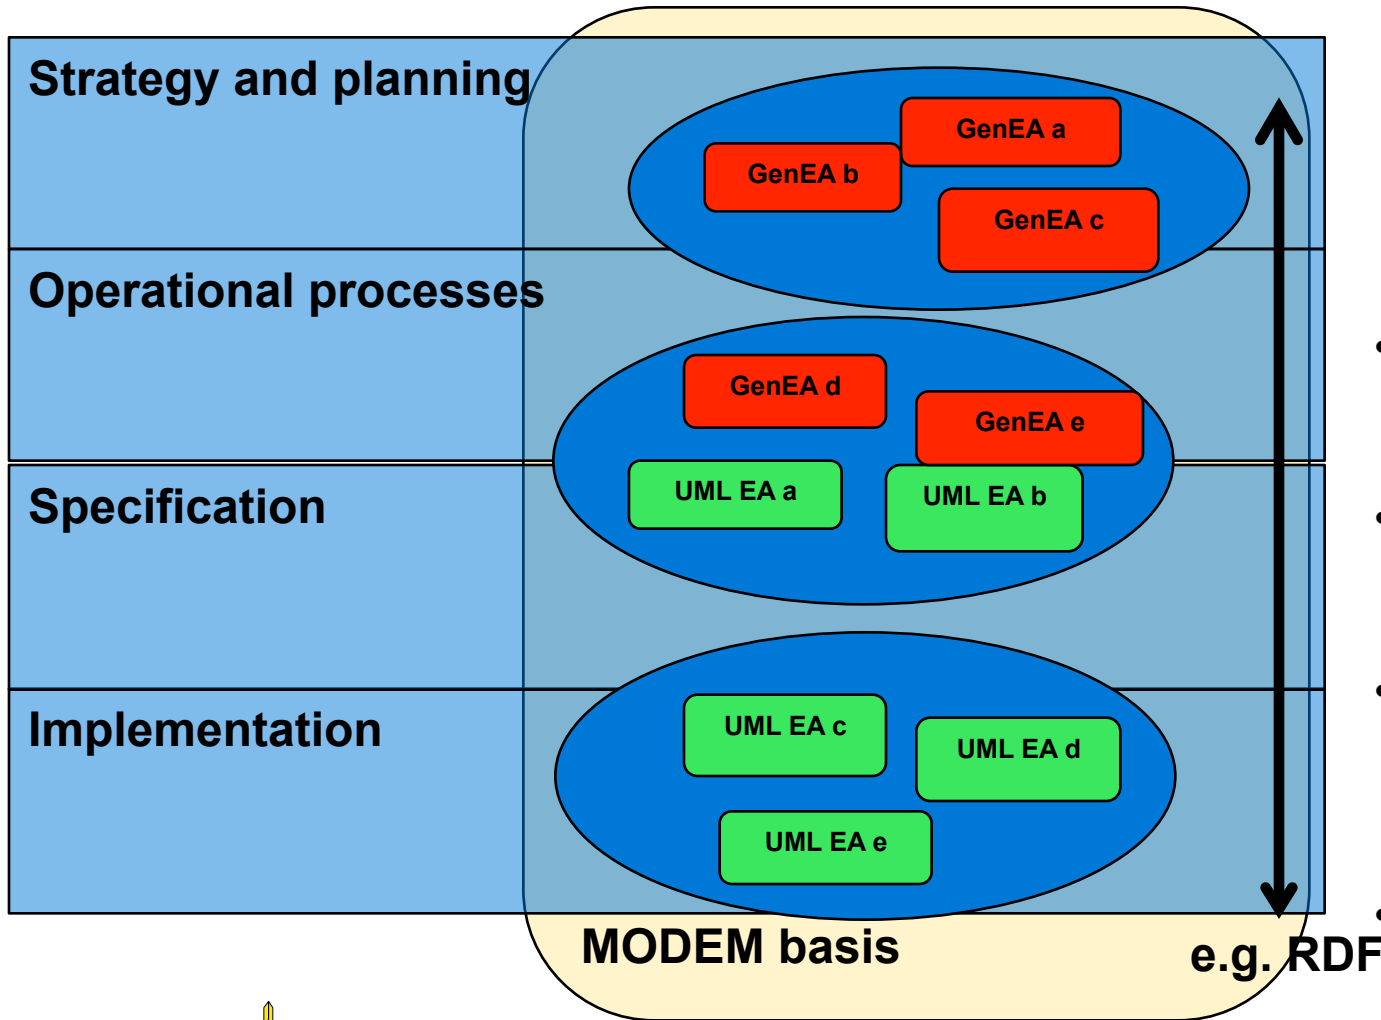 Strategy and planning
GenEA a
GenEA b
GenEA c
Operational processes
GenEA d
GenEA e
Specification
UML EA a
UML EA b
Implementation
UML EA c
UML EA d
UML EA e
MODEM basis
e.g. RDF